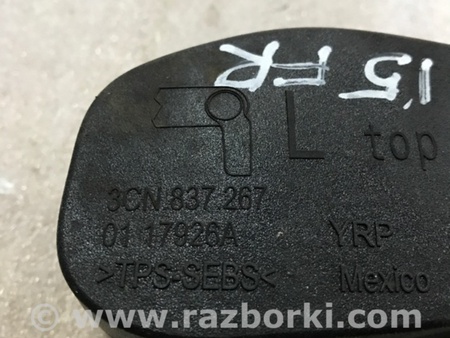 15 FR
L top
3CN 837 267
01 17926A YRP
>TPS-SEBS< Mexico
© www.razborki.com